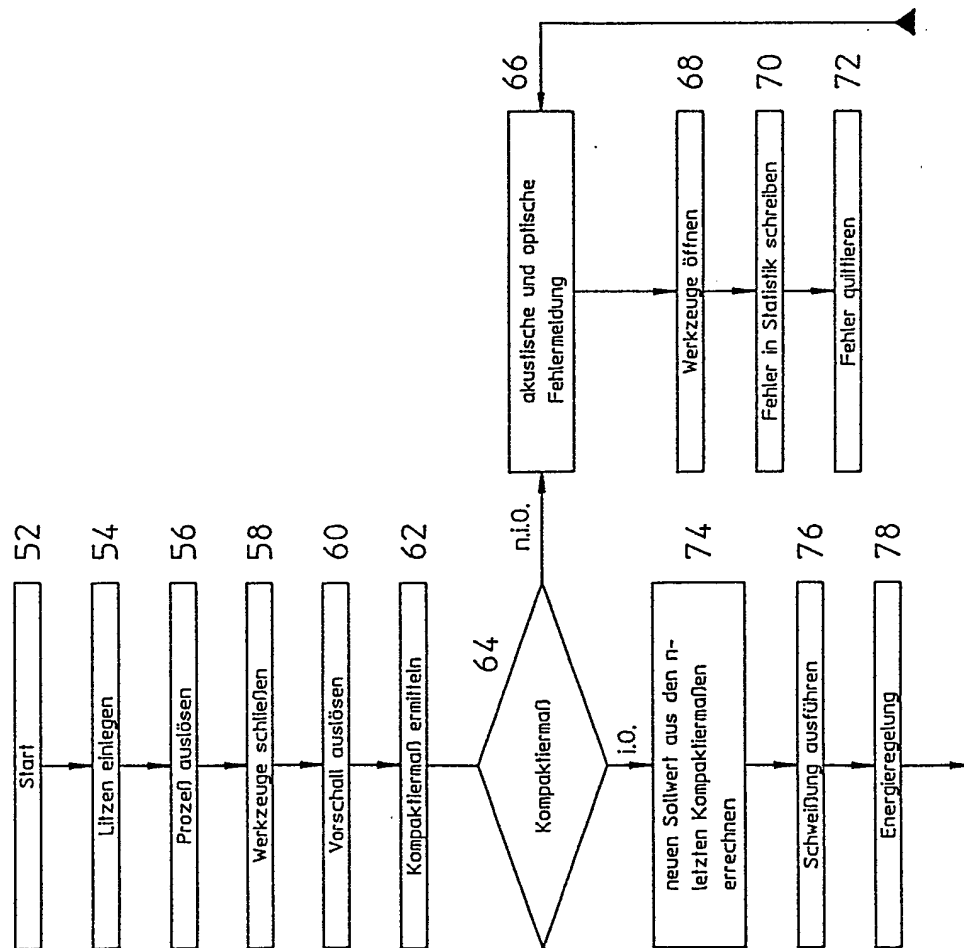 Start
52
Litzen einlegen
54
Prozeß auslösen
56
Werkzeuge schließen
58
Vorschall auslösen
60
Kompaktiermaß ermitteln
62
Kompaktiermaß
64
n.i.O.
i.O.
akustische und optische
Fehlermeldung
66
Werkzeuge öffnen
68
Fehler in Statistik schreiben
70
Fehler quittieren
72
neuen Sollwert aus den n-
letzten Kompaktiermaßen
errechnen
74
Schweißung ausführen
76
Energieregelung
78